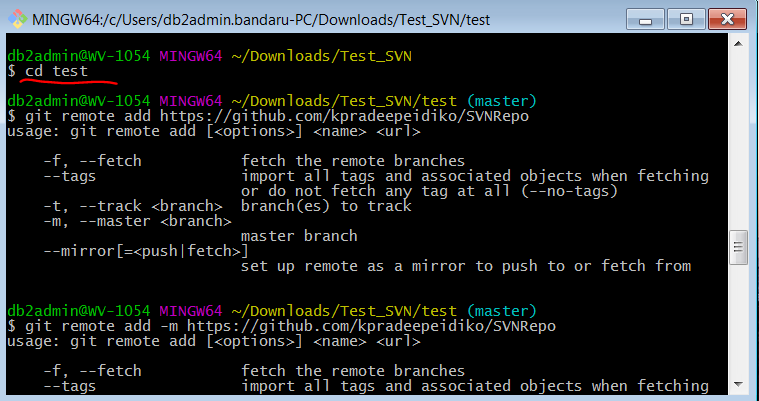 MINGW64:/c/Users/db2admin.bandaru-PC/Downloads/Test_SVN/test
db2admin@WV-1054 MINGW64 ~/Downloads/Test_SVN
$ cd test
db2admin@WV-1054 MINGW64 ~/Downloads/Test_SVN/test (master)
$ git remote add https://github.com/kpradeepeidiko/SVNRepo
usage: git remote add [<options>] <name> <url>
-f, --fetch fetch the remote branches
--tags import all tags and associated objects when fetching
or do not fetch any tag at all (--no-tags)
-t, --track <branch> branch(es) to track
-m, --master <branch>
master branch
--mirror[=<push|fetch>]
set up remote as a mirror to push to or fetch from
db2admin@WV-1054 MINGW64 ~/Downloads/Test_SVN/test (master)
$ git remote add -m https://github.com/kpradeepeidiko/SVNRepo
usage: git remote add [<options>] <name> <url>
-f, --fetch fetch the remote branches
--tags import all tags and associated objects when fetching